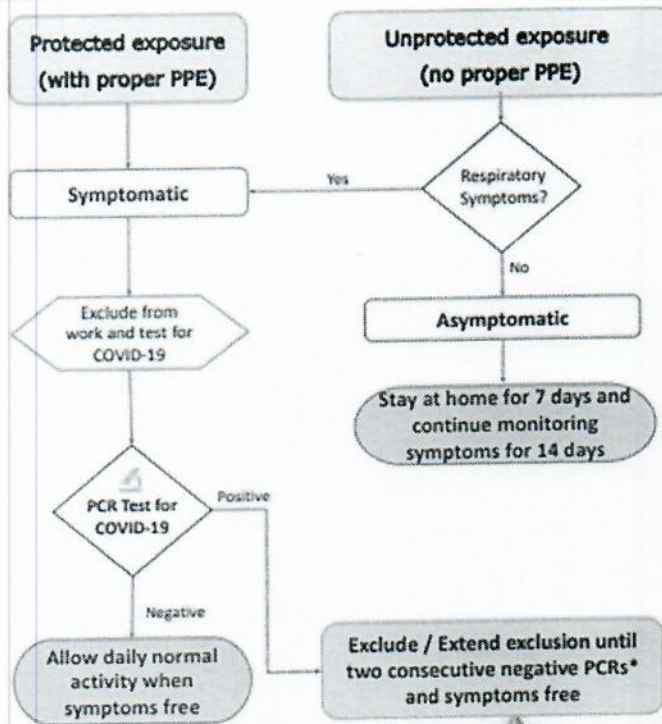 Protected exposure
(with proper PPE)
Unprotected exposure
(no proper PPE)
Symptomatic
Yes
Respiratory
Symptoms?
No
Exclude from
work and test for
COVID-19
Asymptomatic
Stay at home for 7 days and
continue monitoring
symptoms for 14 days
PCR Test for
COVID-19
Positive
Negative
Allow daily normal
activity when
symptoms free
Exclude / Extend exclusion until
two consecutive negative PCRs*
and symptoms free